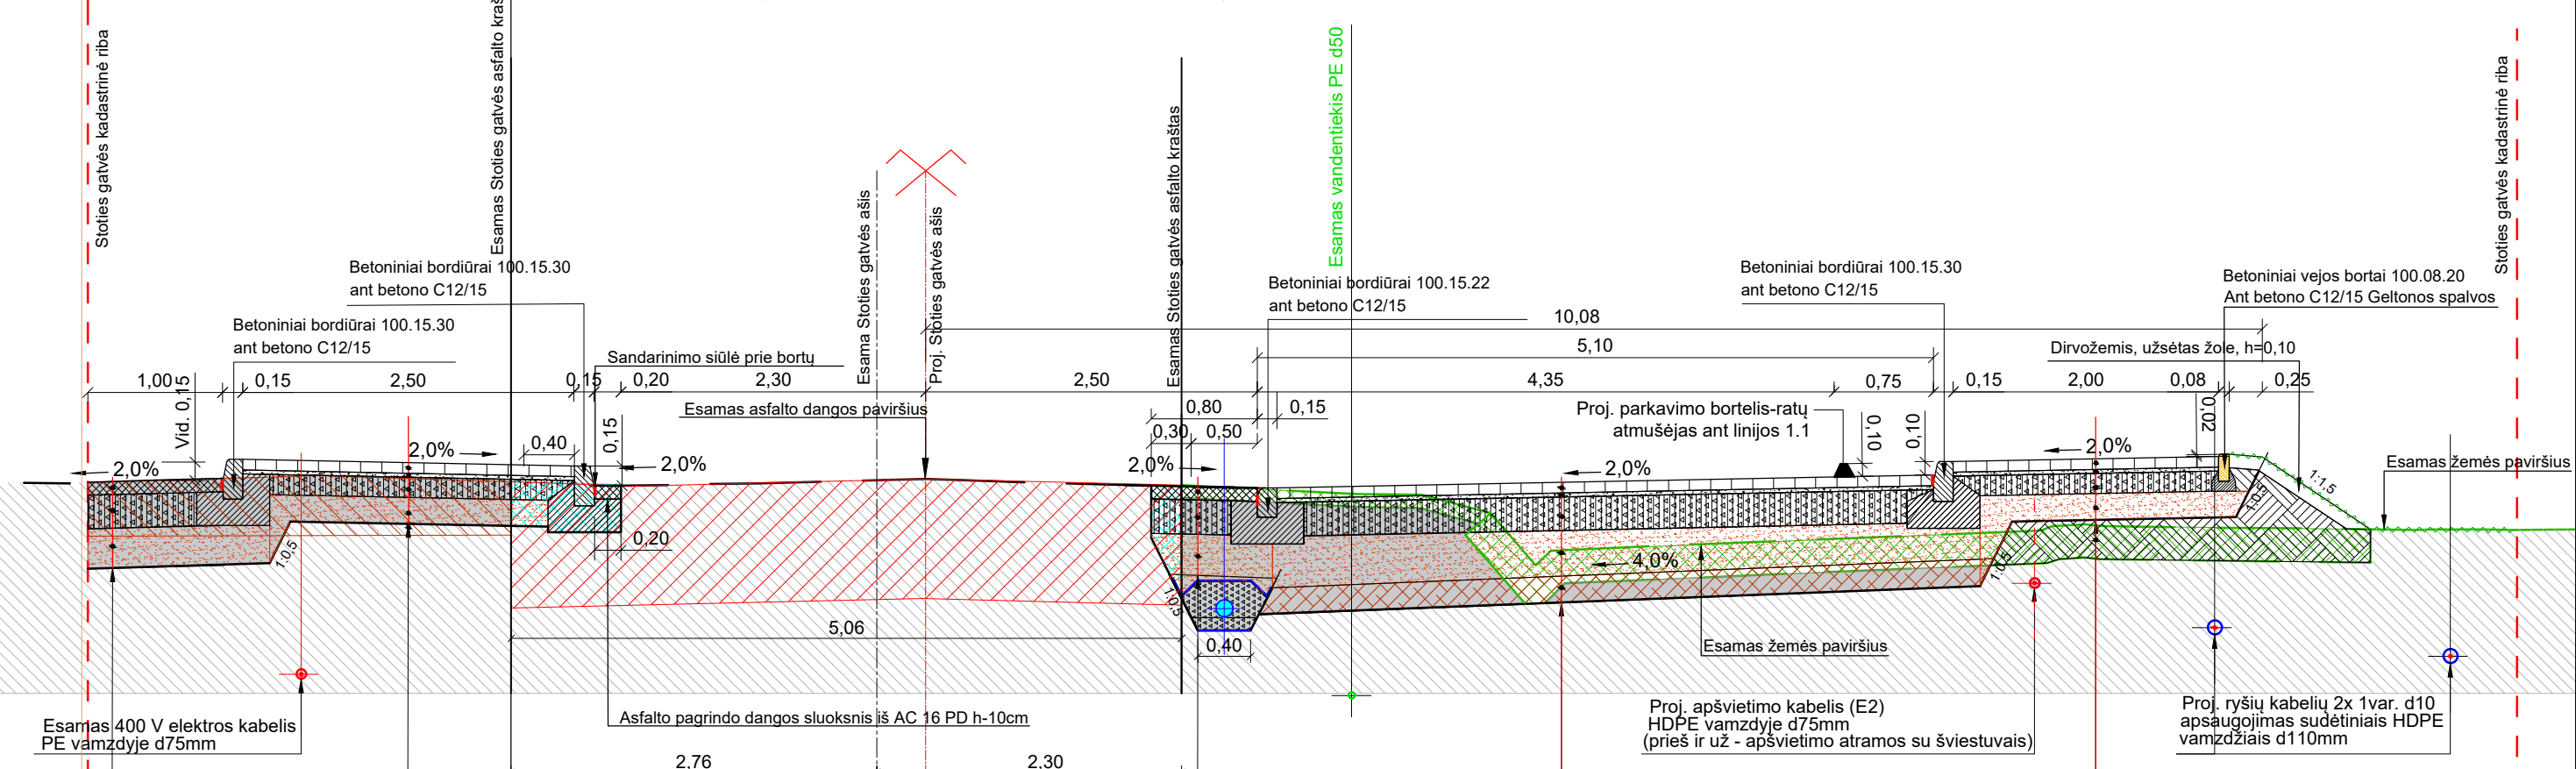 Stoties gatvės kadastrinė riba
Esamas Stoties gatvės asfalto
Esama Stoties gatvės ašis
Proj. Stoties gatvės ašis
Esamas Stoties gatvės asfalto kraštas
Esamas vandentiekis PE d50
Stoties gatvės kadastrinė riba
Betoniniai bordiūrai 100.15.30
ant betono C12/15
Betoniniai bordiūrai 100.15.30
ant betono C12/15
Sandarinimo siūlė prie bortų
Betoniniai bordiūrai 100.15.22
ant betono C12/15
Betoniniai bordiūrai 100.15.30
ant betono C12/15
Betoniniai vejos bortai 100.08.20
Ant betono C12/15 Geltonos spalvos
10,08
5,10
Dirvožemis, užsėtas žole, h=0,10
1,00
Vid. 0,15
0,15
2,50
0,15
0,20
2,30
2,50
4,35
0,75
0,15
2,00
0,08
0,25
Esamas asfalto dangos paviršius
0,80
0,15
0,30
0,50
Proj. parkavimo bortelis-ratų
atmušėjas ant linijos 1.1
0,10
0,10
0,02
0,40
0,15
2,0%
2,0%
2,0%
2,0%
2,0%
2,0%
Esamas žemės paviršius
1:1,5
1:0,5
1:0.5
0,20
1:0.5
4,0%
1:0.5
5,06
0,40
Esamas žemės paviršius
Esamas 400 V elektros kabelis
PE vamzdyje d75mm
Asfalto pagrindo dangos sluoksnis iš AC 16 PD h-10cm
Proj. apšvietimo kabelis (E2)
HDPE vamzdyje d75mm
(prieš ir už - apšvietimo atramos su šviestuvais)
Proj. ryšių kabelių 2x 1var. d10
apsaugojimas sudėtiniais HDPE
vamzdžiais d110mm
2,76
2,30